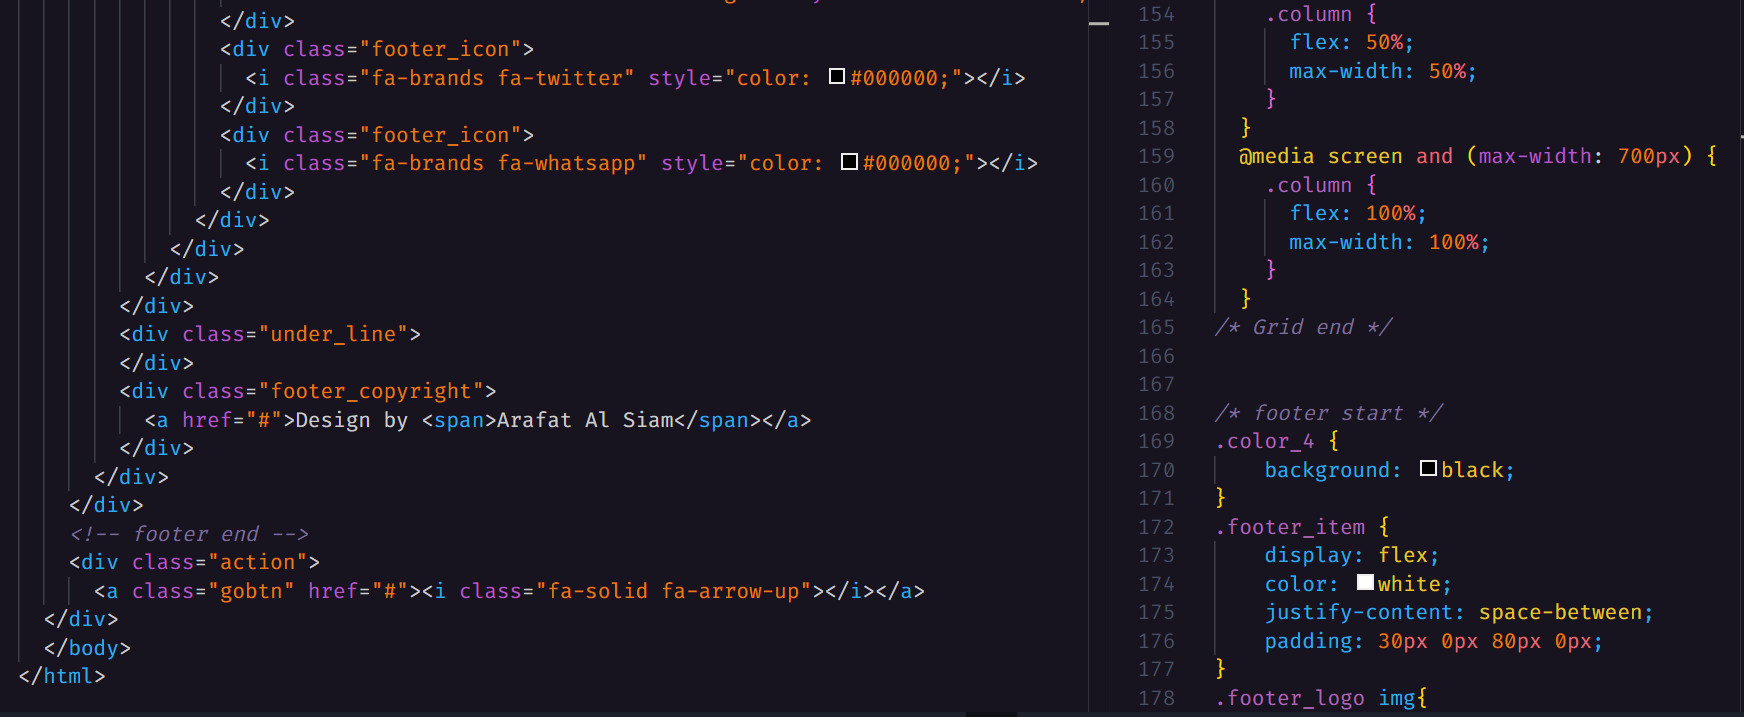 </div>
<div class="footer_icon">
<i class="fa-brands fa-twitter" style="color: #000000;"></i>
</div>
<div class="footer_icon">
<i class="fa-brands fa-whatsapp" style="color: #000000;"></i>
</div>
</div>
</div>
</div>
</div>
<div class="under_line">
</div>
<div class="footer_copyright">
<a href="#">Design by <span>Arafat Al Siam</span></a>
</div>
</div>
</div>
<!-- footer end -->
<div class="action">
<a class="gobtn" href="#"><i class="fa-solid fa-arrow-up"></i></a>
</div>
</body>
</html>
154 .column {
155 flex: 50%;
156 max-width: 50%;
157 }
158 }
159 @media screen and (max-width: 700px) {
160 .column {
161 flex: 100%;
162 max-width: 100%;
163 }
164 }
165 /* Grid end */
166
167
168 /* footer start */
169 .color_4 {
170 background: black;
171 }
172 .footer_item {
173 display: flex;
174 color: white;
175 justify-content: space-between;
176 padding: 30px 0px 80px 0px;
177 }
178 .footer_logo img{